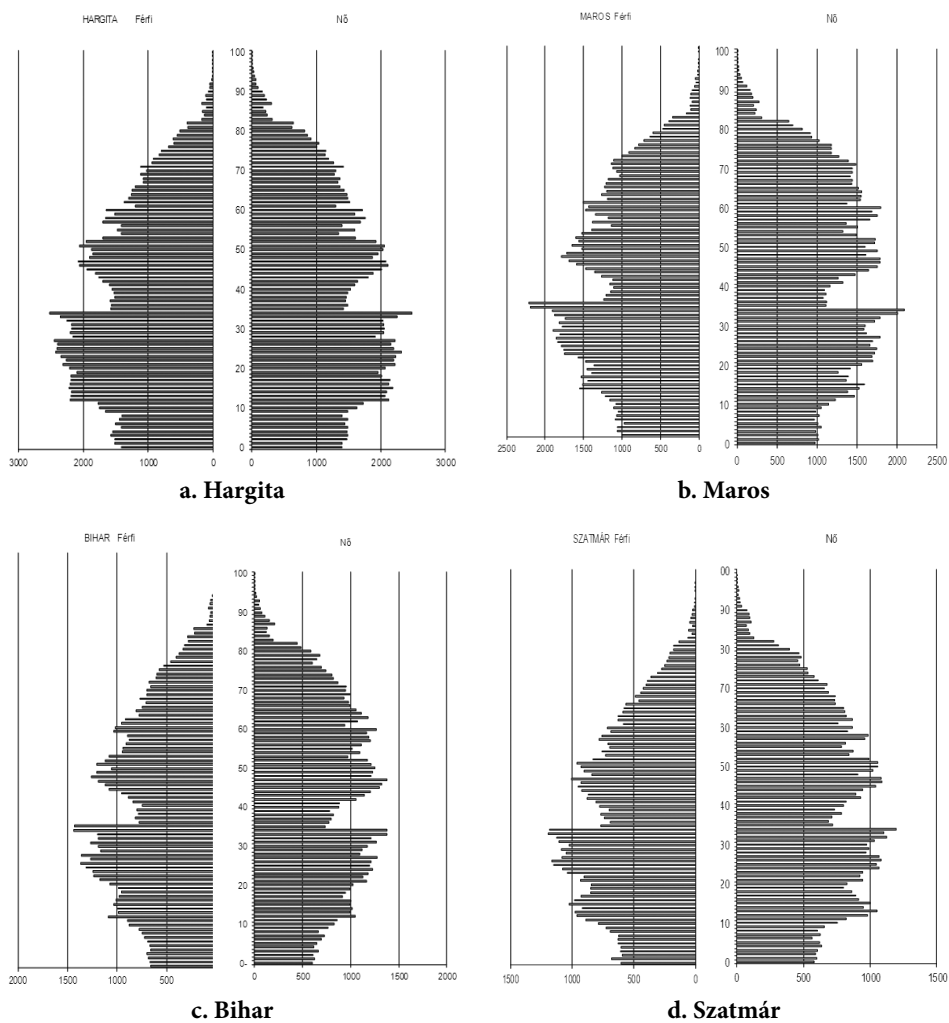 HARGITA Férfi
Nő
100
90
80
70
60
50
40
30
20
10
0
3000 2000 1000 0
0 1000 2000 3000
a. Hargita
MAROS Férfi
Nő
100
90
80
70
60
50
40
30
20
10
0
2500 2000 1500 1000 500 0
0 500 1000 1500 2000 2500
b. Maros
BIHAR Férfi
Nő
100
90
80
70
60
50
40
30
20
10
0
2000 1000 0
0 500 1000 1500 2000
c. Bihar
SZATMÁR Férfi
Nő
00
90
80
70
60
50
40
30
20
10
0
1500 1000 500 0
0 500 1000 1500
d. Szatmár